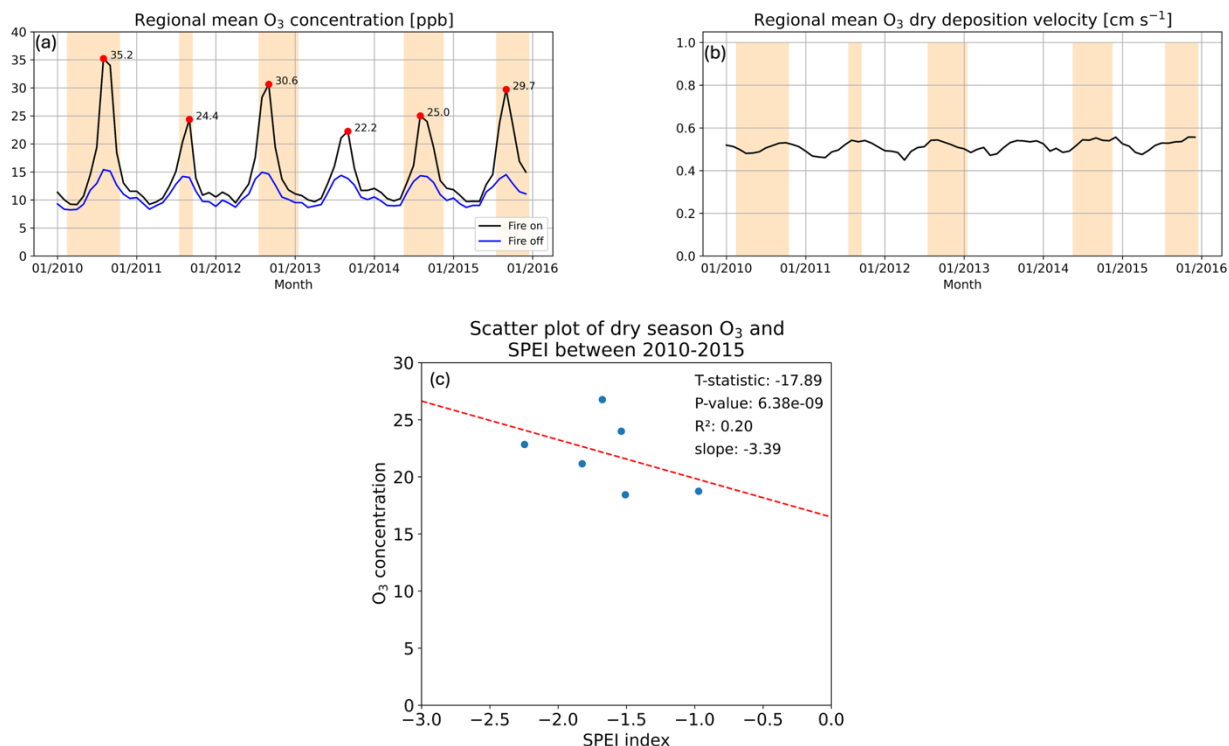 Regional mean O₃ concentration [ppb]
(a)
40
35
30
25
20
15
10
5
0
35.2
24.4
30.6
22.2
25.0
29.7
Fire on
Fire off
01/2010 01/2011 01/2012 01/2013 01/2014 01/2015 01/2016
Month
Regional mean O₃ dry deposition velocity [cm s⁻¹]
(b)
1.0
0.8
0.6
0.4
0.2
0.0
01/2010 01/2011 01/2012 01/2013 01/2014 01/2015 01/2016
Month
Scatter plot of dry season O₃ and
SPEI between 2010-2015
(c)
T-statistic: -17.89
P-value: 6.38e-09
R²: 0.20
slope: -3.39
O₃ concentration
30
25
20
15
10
5
0
−3.0 −2.5 −2.0 −1.5 −1.0 −0.5 0.0
SPEI index